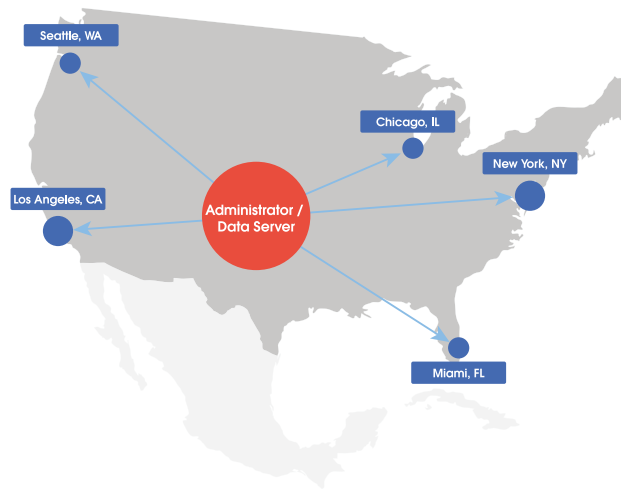 Seattle, WA
Chicago, IL
New York, NY
Los Angeles, CA
Administrator /
Data Server
Miami, FL